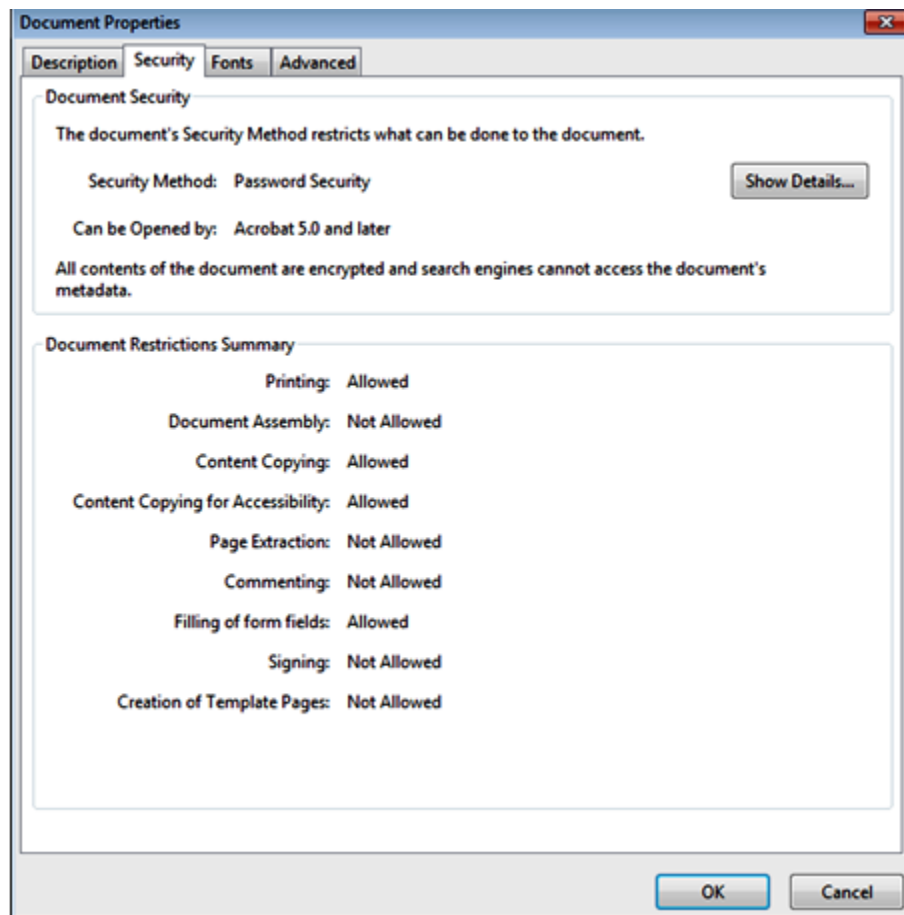 Document Properties
Description Security Fonts Advanced
Document Security
The document's Security Method restricts what can be done to the document.
Security Method: Password Security Show Details...
Can be Opened by: Acrobat 5.0 and later
All contents of the document are encrypted and search engines cannot access the document's
metadata.
Document Restrictions Summary
Printing: Allowed
Document Assembly: Not Allowed
Content Copying: Allowed
Content Copying for Accessibility: Allowed
Page Extraction: Not Allowed
Commenting: Not Allowed
Filling of form fields: Allowed
Signing: Not Allowed
Creation of Template Pages: Not Allowed
OK Cancel